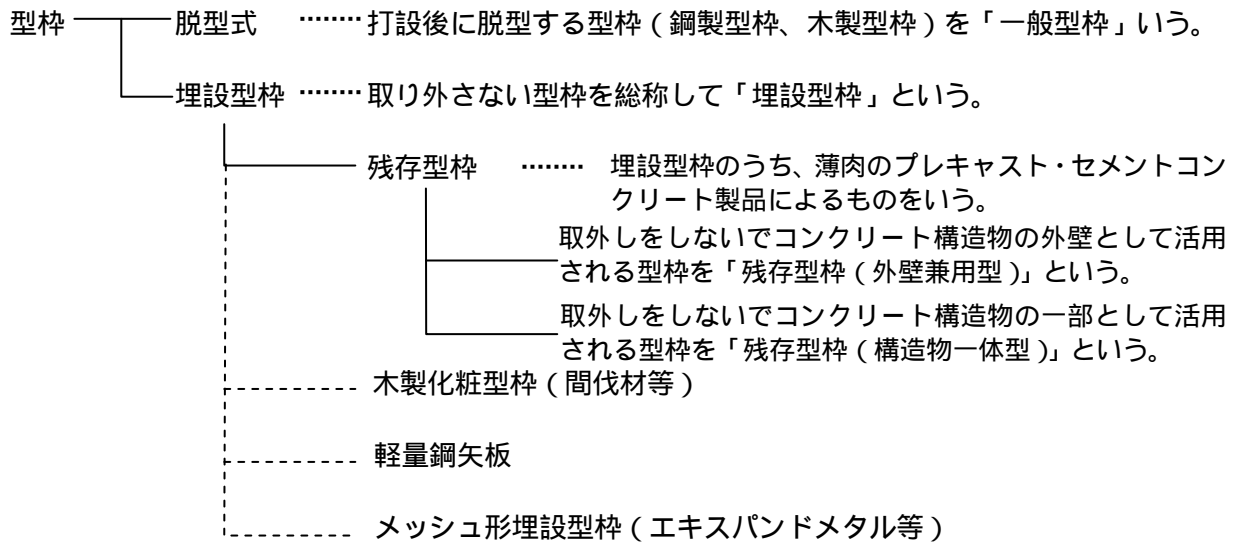 型枠 脱型式 ‥‥‥‥ 打設後に脱型する型枠（鋼製型枠、木製型枠）を「一般型枠」いう。
埋設型枠 ‥‥‥‥ 取り外さない型枠を総称して「埋設型枠」という。
残存型枠 ‥‥‥‥ 埋設型枠のうち、薄肉のプレキャスト・セメントコン
クリート製品によるものをいう。
取外しをしないでコンクリート構造物の外壁として活用
される型枠を「残存型枠（外壁兼用型）」という。
取外しをしないでコンクリート構造物の一部として活用
される型枠を「残存型枠（構造物一体型）」という。
木製化粧型枠（間伐材等）
軽量鋼矢板
メッシュ形埋設型枠（エキスパンドメタル等）